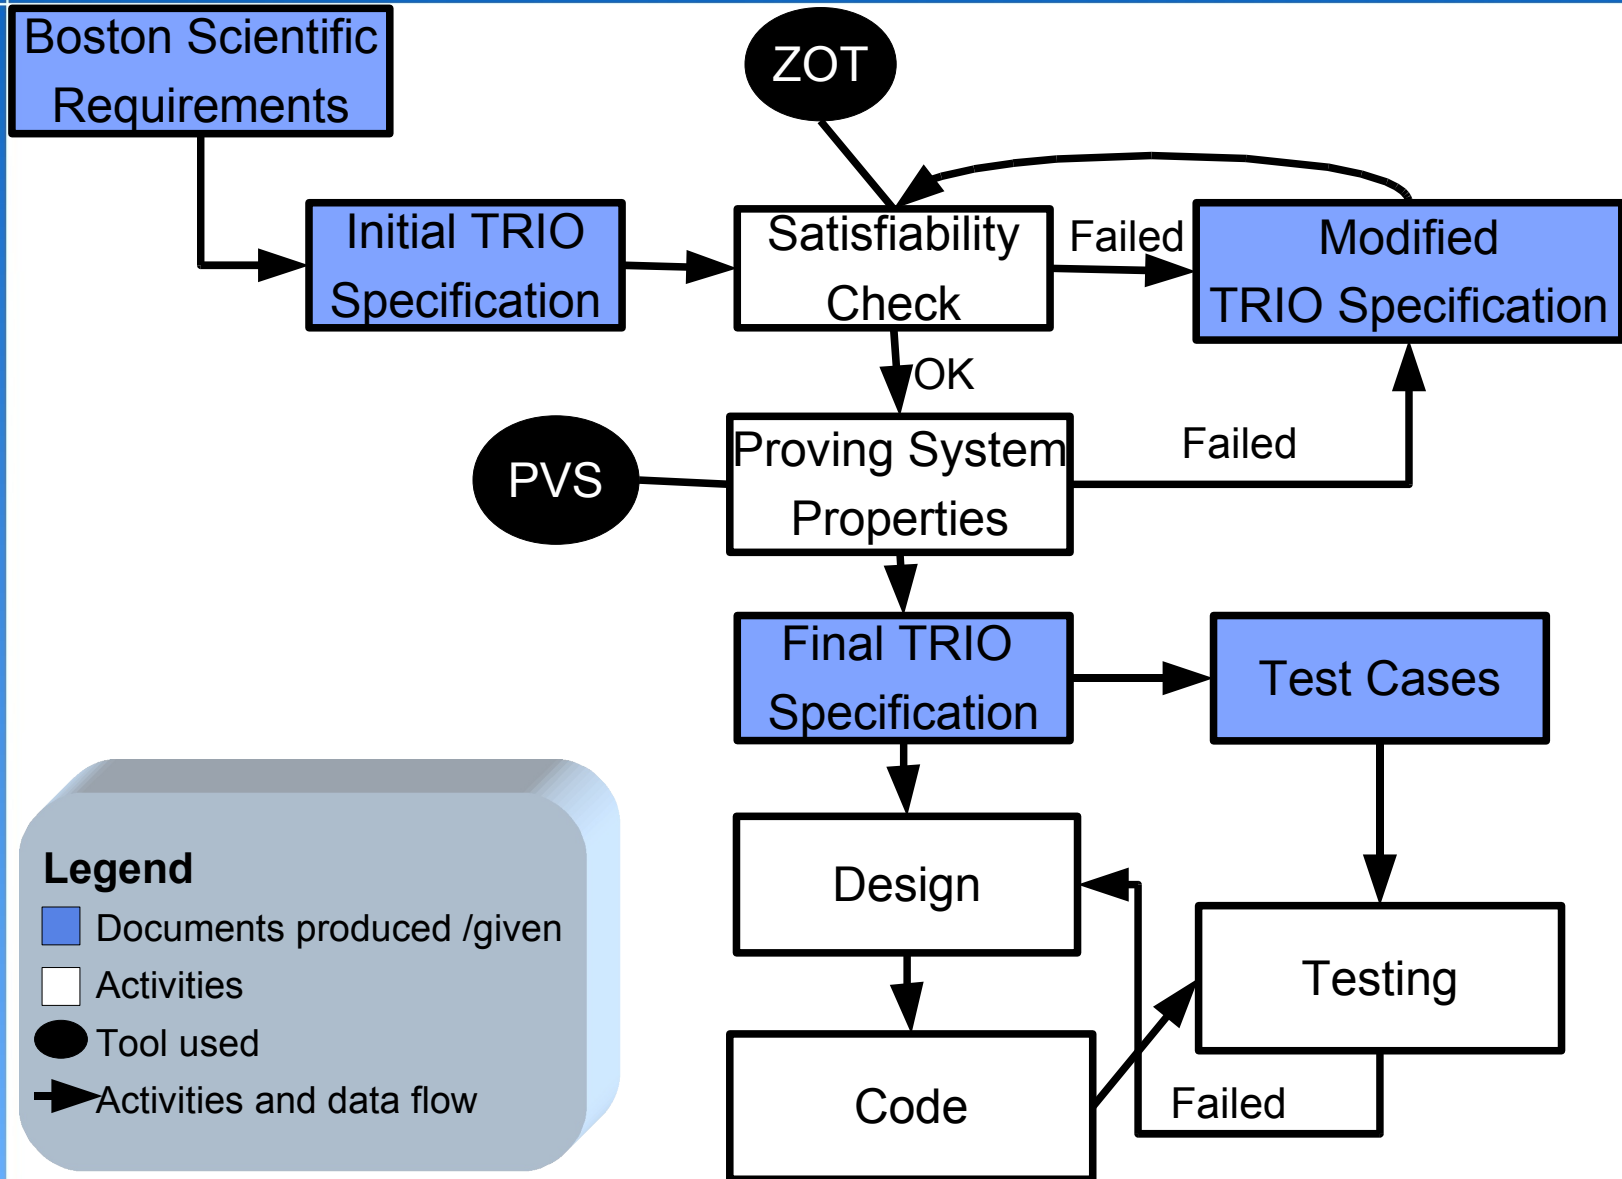 Boston Scientific
Requirements
ZOT
Initial TRIO
Specification
Satisfiability
Check
Failed
Modified
TRIO Specification
OK
PVS
Proving System
Properties
Failed
Final TRIO
Specification
Test Cases
Design
Testing
Code
Failed
Legend
Documents produced /given
Activities
Tool used
Activities and data flow